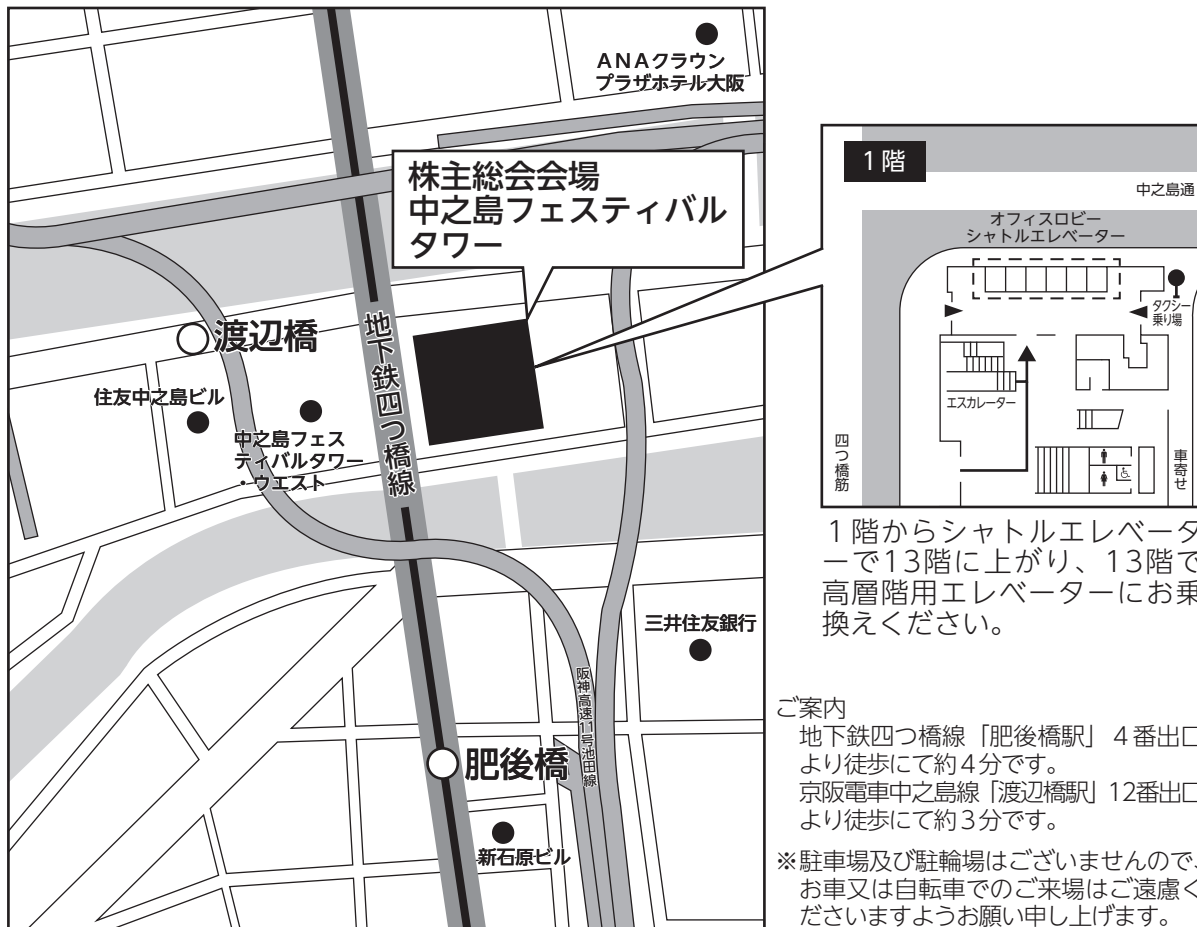 ANAクラウン
プラザホテル大阪
株主総会会場
中之島フェスティバル
タワー
渡辺橋
地下鉄四つ橋線
住友中之島ビル
中之島フェス
ティバルタワー
・ウエスト
三井住友銀行
阪神高速11号池田線
肥後橋
新石原ビル
1階
中之島通
オフィスロビー
シャトルエレベーター
タクシー
乗り場
エスカレーター
四つ橋筋
車寄せ
1階からシャトルエレベータ
ーで13階に上がり、13階で
高層階用エレベーターにお乗
換えください。
ご案内
地下鉄四つ橋線「肥後橋駅」4番出口
より徒歩にて約4分です。
京阪電車中之島線「渡辺橋駅」12番出口
より徒歩にて約3分です。
※駐車場及び駐輪場はございませんので、
お車又は自転車でのご来場はご遠慮く
ださいますようお願い申し上げます。